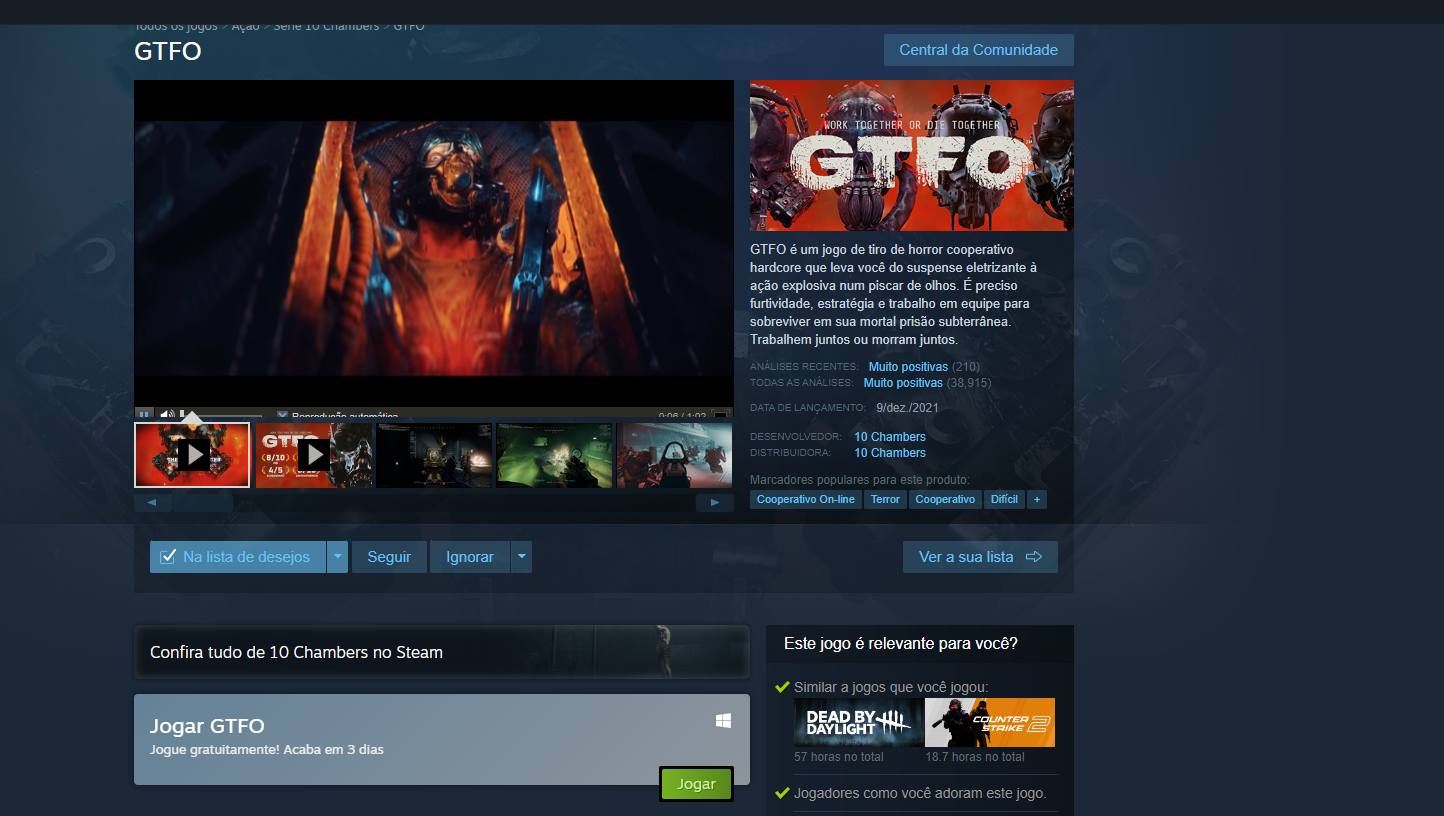 Todos os jogos > Ação > Série 10 Chambers > GTFO
GTFO
Central da Comunidade
WORK TOGETHER OR DIE TOGETHER
GTFO
GTFO é um jogo de tiro de horror cooperativo
hardcore que leva você do suspense eletrizante à
ação explosiva num piscar de olhos. É preciso
furtividade, estratégia e trabalho em equipe para
sobreviver em sua mortal prisão subterrânea.
Trabalhem juntos ou morram juntos.
ANÁLISES RECENTES: Muito positivas (210)
TODAS AS ANÁLISES: Muito positivas (38,915)
DATA DE LANÇAMENTO: 9/dez./2021
DESENVOLVEDOR: 10 Chambers
DISTRIBUIDORA: 10 Chambers
Marcadores populares para este produto:
Cooperativo On-line Terror Cooperativo Difícil +
Reprodução automática
0:06 / 1:02
GTFO
8/10
4/5
Na lista de desejos
Seguir
Ignorar
Ver a sua lista
Confira tudo de 10 Chambers no Steam
Jogar GTFO
Jogue gratuitamente! Acaba em 3 dias
Jogar
Este jogo é relevante para você?
Similar a jogos que você jogou:
DEAD BY
DAYLIGHT
COUNTER
STRIKE 2
57 horas no total
18.7 horas no total
Jogadores como você adoram este jogo.